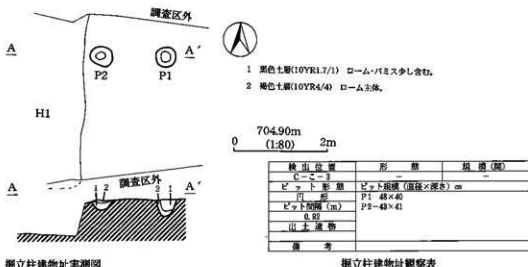 調査区外
A A′
P2 P1
H1
1 黒色土層(10YR1.7/1) ローム・パミス少し含む。
2 褐色土層(10YR4/4) ローム主体。
704.90m
0 (1:80) 2m
調査区外
A A′
1 2 2 1
検出位置 形態 規模(間)
C-こ-3 － －
ピット形態 ピット規模(直径×深さ)cm
円形 P1 48×40
ピット間隔(m) P2-43×41
0.92
出土遺物
備考
掘立柱建物址実測図
掘立柱建物址観察表